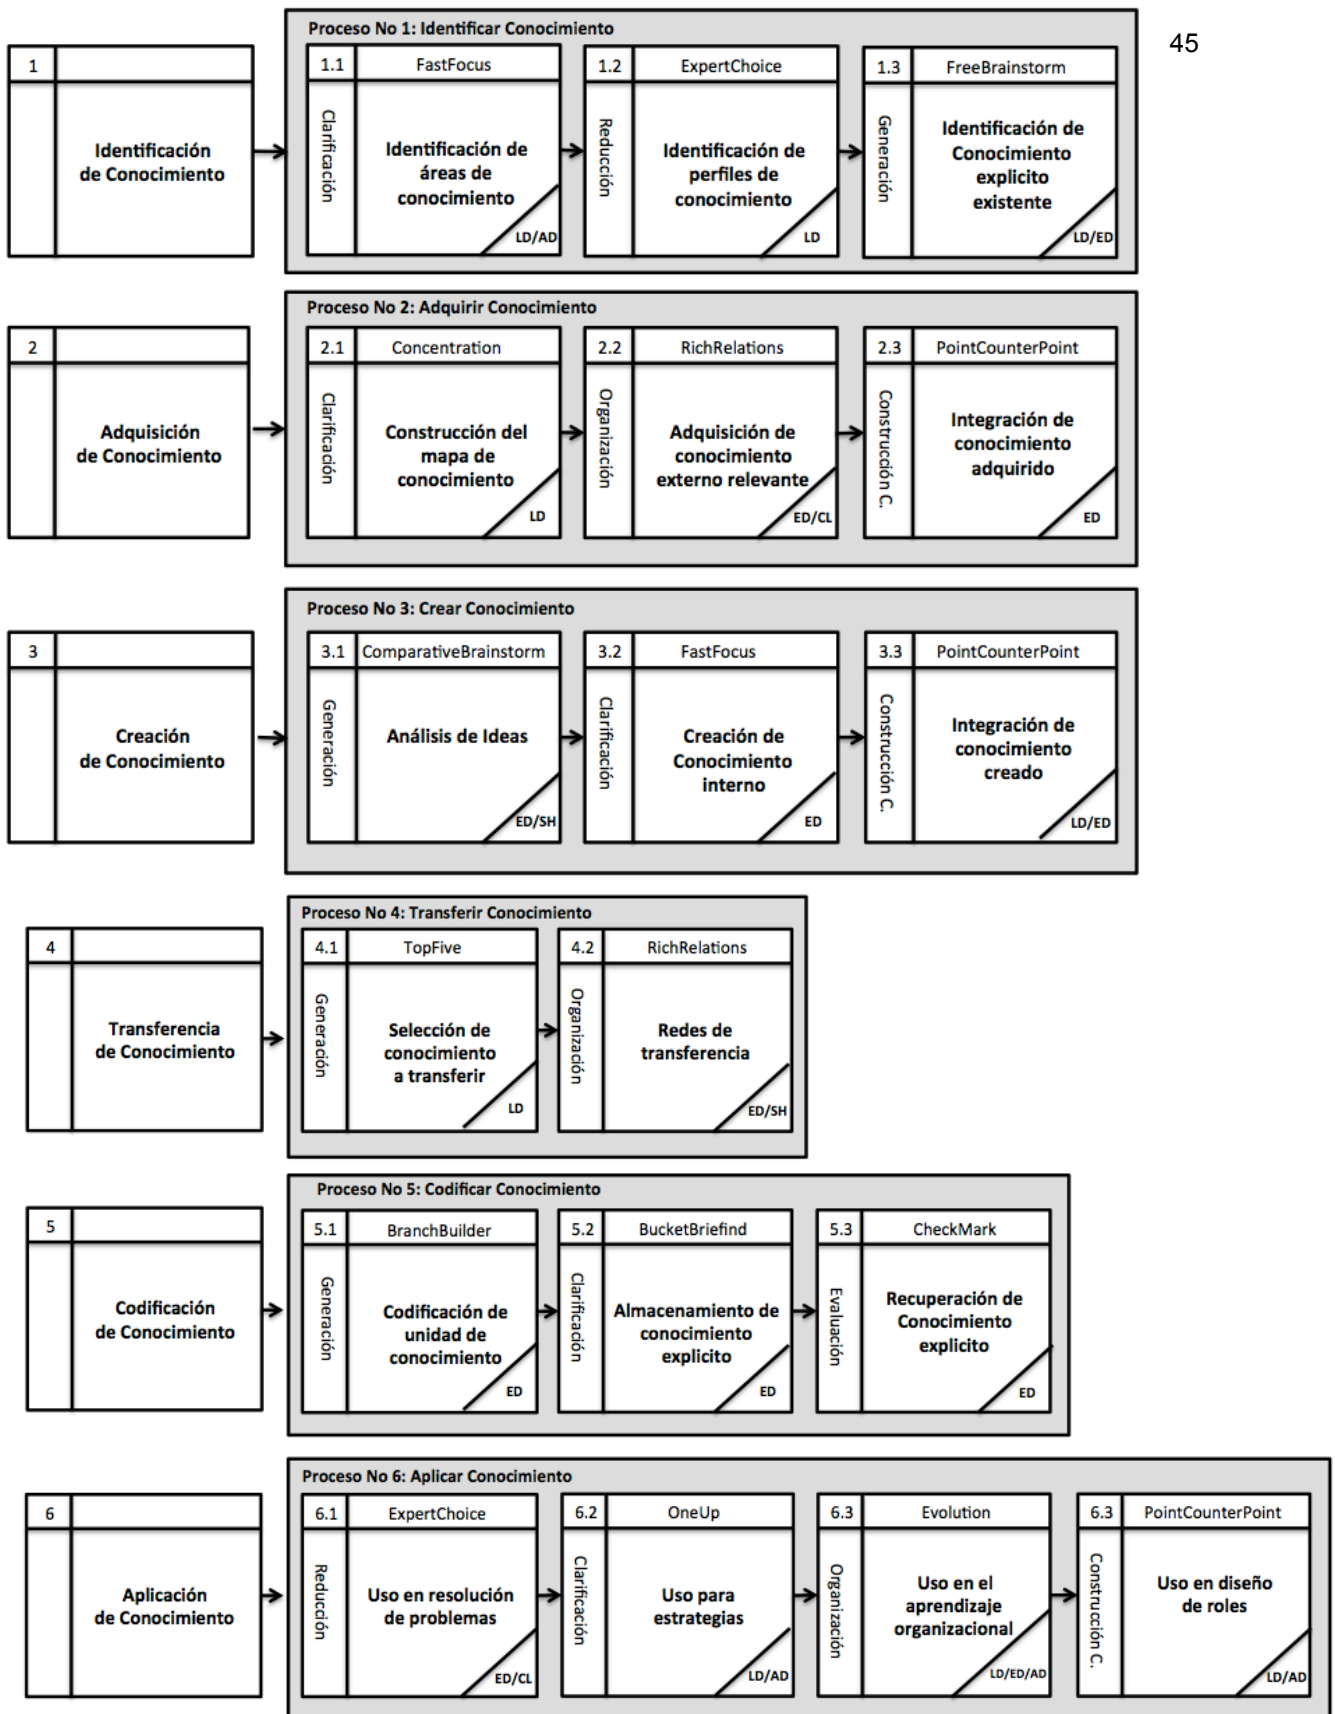 45
Proceso No 1: Identificar Conocimiento
1
Identificación
de Conocimiento
1.1
FastFocus
Clarificación
Identificación de
áreas de
conocimiento
LD/AD
1.2
ExpertChoice
Reducción
Identificación de
perfiles de
conocimiento
LD
1.3
FreeBrainstorm
Generación
Identificación de
Conocimiento
explicito
existente
LD/ED
Proceso No 2: Adquirir Conocimiento
2
Adquisición
de Conocimiento
2.1
Concentration
Clarificación
Construcción del
mapa de
conocimiento
LD
2.2
RichRelations
Organización
Adquisición de
conocimiento
externo relevante
ED/CL
2.3
PointCounterPoint
Construcción C.
Integración de
conocimiento
adquirido
ED
Proceso No 3: Crear Conocimiento
3
Creación
de Conocimiento
3.1
ComparativeBrainstorm
Generación
Análisis de Ideas
ED/SH
3.2
FastFocus
Clarificación
Creación de
Conocimiento
interno
ED
3.3
PointCounterPoint
Construcción C.
Integración de
conocimiento
creado
LD/ED
Proceso No 4: Transferir Conocimiento
4
Transferencia
de Conocimiento
4.1
TopFive
Generación
Selección de
conocimiento
a transferir
LD
4.2
RichRelations
Organización
Redes de
transferencia
ED/SH
Proceso No 5: Codificar Conocimiento
5
Codificación
de Conocimiento
5.1
BranchBuilder
Generación
Codificación de
unidad de
conocimiento
ED
5.2
BucketBriefind
Clarificación
Almacenamiento de
conocimiento
explicito
ED
5.3
CheckMark
Evaluación
Recuperación de
Conocimiento
explicito
ED
Proceso No 6: Aplicar Conocimiento
6
Aplicación
de Conocimiento
6.1
ExpertChoice
Reducción
Uso en resolución
de problemas
ED/CL
6.2
OneUp
Clarificación
Uso para
estrategias
LD/AD
6.3
Evolution
Organización
Uso en el
aprendizaje
organizacional
LD/ED/AD
6.3
PointCounterPoint
Construcción C.
Uso en diseño
de roles
LD/AD